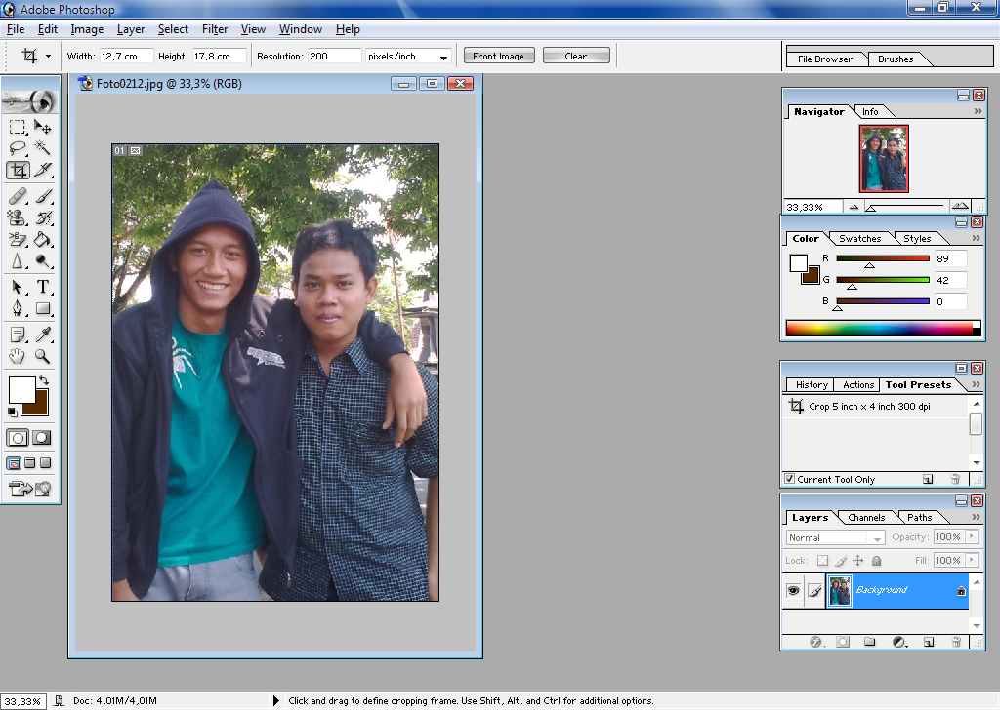 Adobe Photoshop
File Edit Image Layer Select Filter View Window Help
Width: 12,7 cm Height: 17,8 cm Resolution: 200 pixels/inch Front Image Clear File Browser Brushes
Foto0212.jpg @ 33,3% (RGB)
01
Navigator Info
33,33%
Color Swatches Styles
R 89
G 42
B 0
History Actions Tool Presets
Crop 5 inch x 4 inch 300 dpi
Current Tool Only
Layers Channels Paths
Normal Opacity: 100%
Lock: Fill: 100%
Background
33,33% Doc: 4,01M/4,01M Click and drag to define cropping frame. Use Shift, Alt, and Ctrl for additional options.